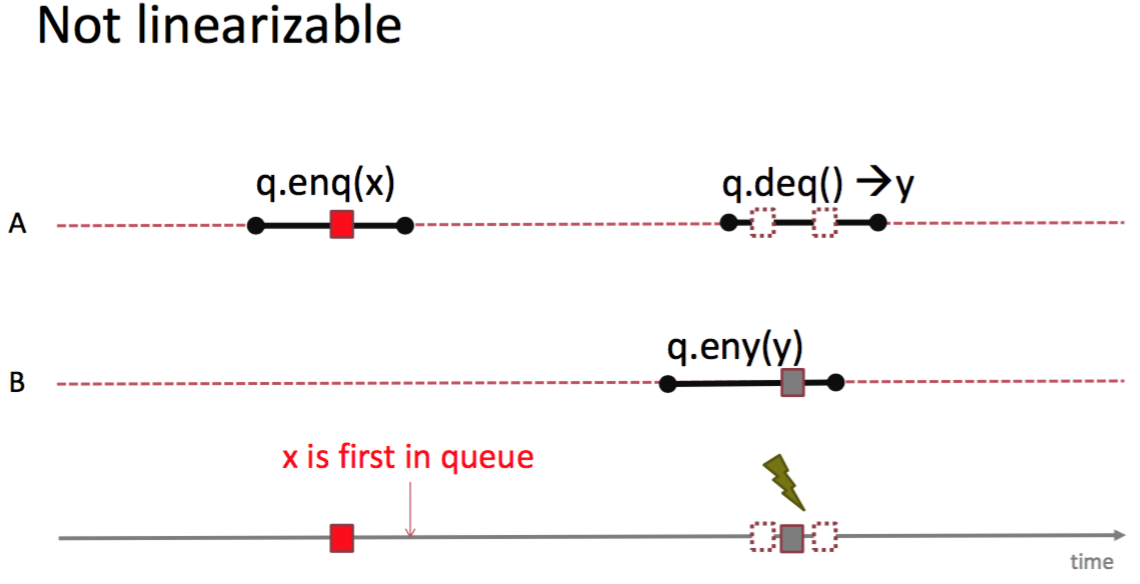 Not linearizable
q.enq(x)
q.deq() →y
A
q.eny(y)
B
x is first in queue
time